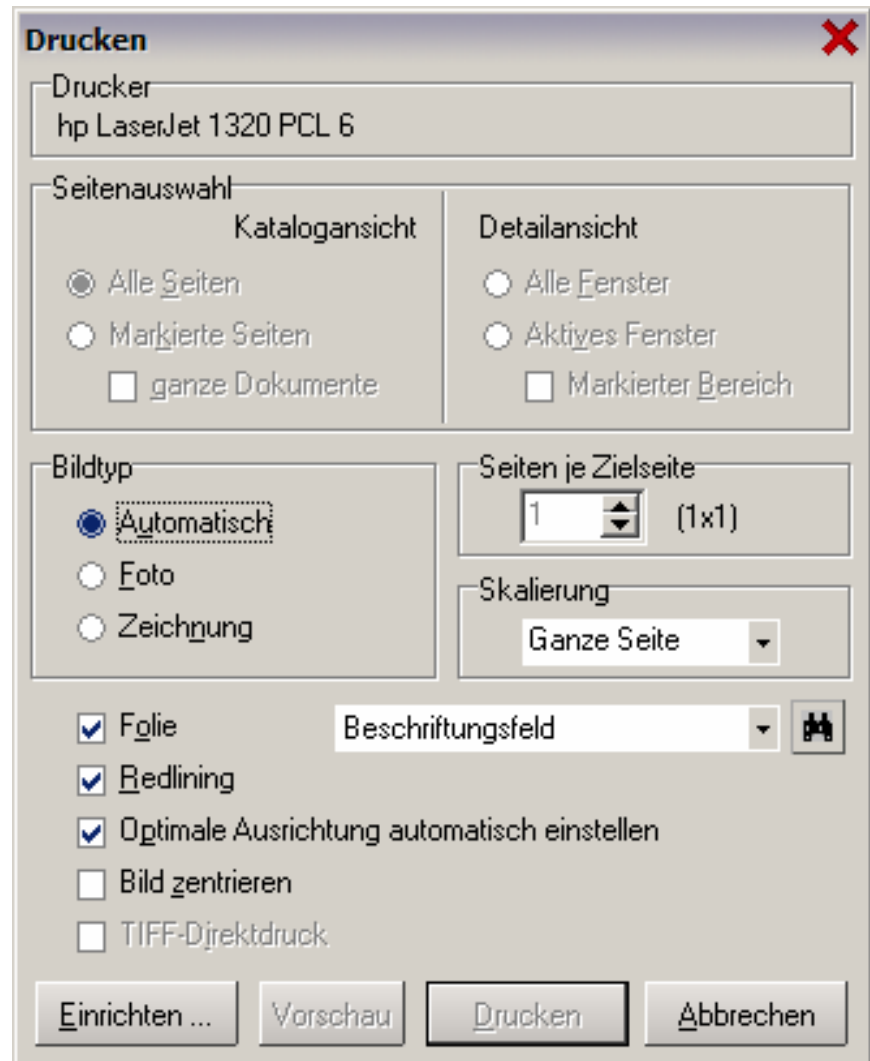 Drucken
Drucker
hp LaserJet 1320 PCL 6
Seitenauswahl
Katalogansicht
Detailansicht
Alle Seiten
Alle Fenster
Markierte Seiten
Aktives Fenster
ganze Dokumente
Markierter Bereich
Bildtyp
Seiten je Zielseite
Automatisch
1 (1x1)
Foto
Skalierung
Zeichnung
Ganze Seite
Folie
Beschriftungsfeld
Redlining
Optimale Ausrichtung automatisch einstellen
Bild zentrieren
TIFF-Direktdruck
Einrichten ...
Vorschau
Drucken
Abbrechen